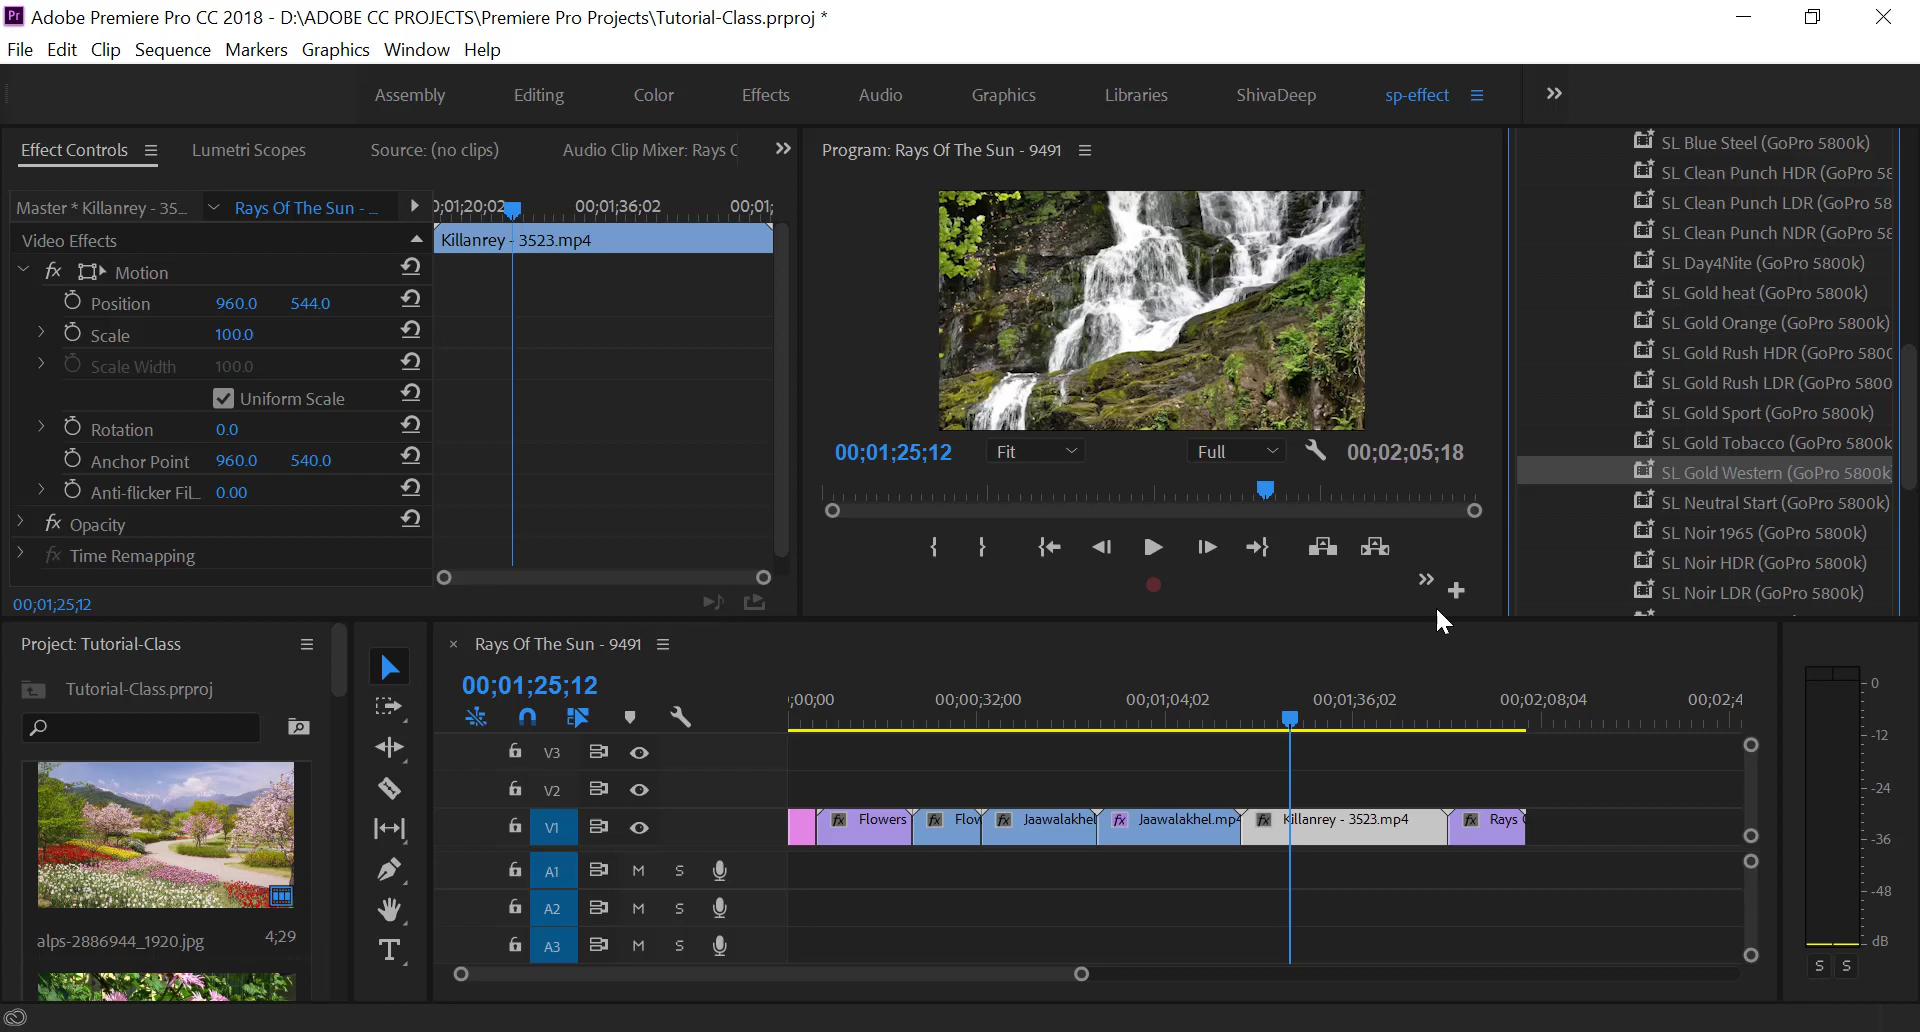 Pr Adobe Premiere Pro CC 2018 - D:\ADOBE CC PROJECTS\Premiere Pro Projects\Tutorial-Class.prproj *
File Edit Clip Sequence Markers Graphics Window Help
Assembly Editing Color Effects Audio Graphics Libraries ShivaDeep sp-effect
Effect Controls Lumetri Scopes Source: (no clips) Audio Clip Mixer: Rays
Master * Killanrey - 35... Rays Of The Sun - ...
;01;20;02 00;01;36;02 00;01;
Video Effects
Killanrey - 3523.mp4
fx Motion
Position 960.0 544.0
Scale 100.0
Scale Width 100.0
Uniform Scale
Rotation 0.0
Anchor Point 960.0 540.0
Anti-flicker Fil... 0.00
fx Opacity
fx Time Remapping
00;01;25;12
Program: Rays Of The Sun - 9491
00;01;25;12 Fit Full 00;02;05;18
SL Blue Steel (GoPro 5800k)
SL Clean Punch HDR (GoPro 58
SL Clean Punch LDR (GoPro 58
SL Clean Punch NDR (GoPro 58
SL Day4Nite (GoPro 5800k)
SL Gold heat (GoPro 5800k)
SL Gold Orange (GoPro 5800k)
SL Gold Rush HDR (GoPro 5800
SL Gold Rush LDR (GoPro 5800
SL Gold Sport (GoPro 5800k)
SL Gold Tobacco (GoPro 5800k
SL Gold Western (GoPro 5800k
SL Neutral Start (GoPro 5800k)
SL Noir 1965 (GoPro 5800k)
SL Noir HDR (GoPro 5800k)
SL Noir LDR (GoPro 5800k)
Project: Tutorial-Class
Tutorial-Class.prproj
alps-2886944_1920.jpg 4;29
× Rays Of The Sun - 9491
00;01;25;12
;00;00 00;00;32;00 00;01;04;02 00;01;36;02 00;02;08;04 00;02;4
V3
V2
V1
fx Flowers fx Flow fx Jaawalakhel fx Jaawalakhel.mp4 fx Killanrey - 3523.mp4 fx Rays
A1 M S
A2 M S
A3 M S
0
-12
-24
-36
-48
dB
S S